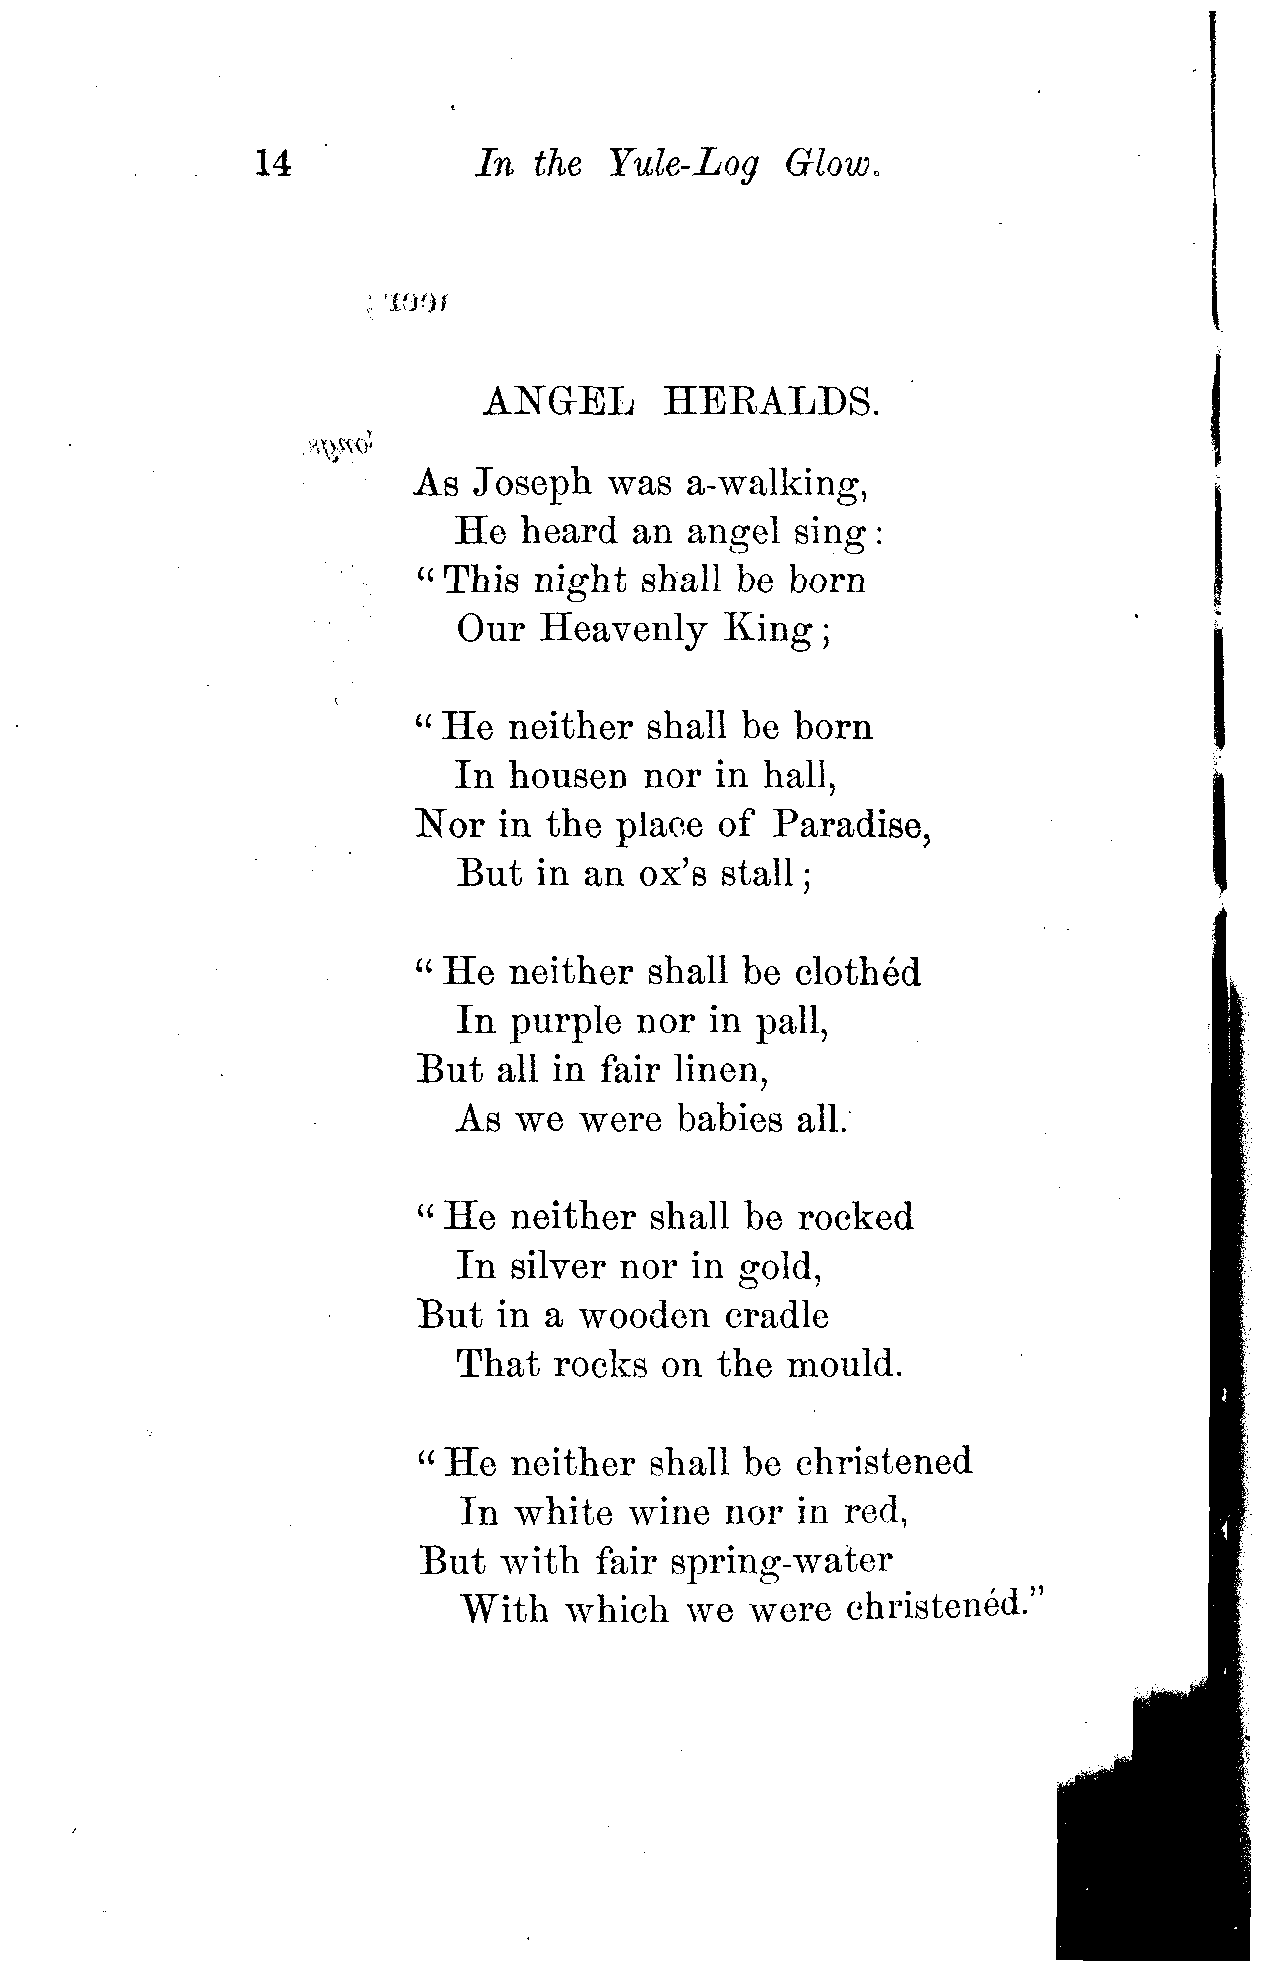 14 In the Yule-Log Glow.
ANGEL HERALDS.
As Joseph was a-walking,
He heard an angel sing:
"This night shall be born
Our Heavenly King;
"He neither shall be born
In housen nor in hall,
Nor in the place of Paradise,
But in an ox's stall;
"He neither shall be clothéd
In purple nor in pall,
But all in fair linen,
As we were babies all.
"He neither shall be rocked
In silver nor in gold,
But in a wooden cradle
That rocks on the mould.
"He neither shall be christened
In white wine nor in red,
But with fair spring-water
With which we were christenéd."